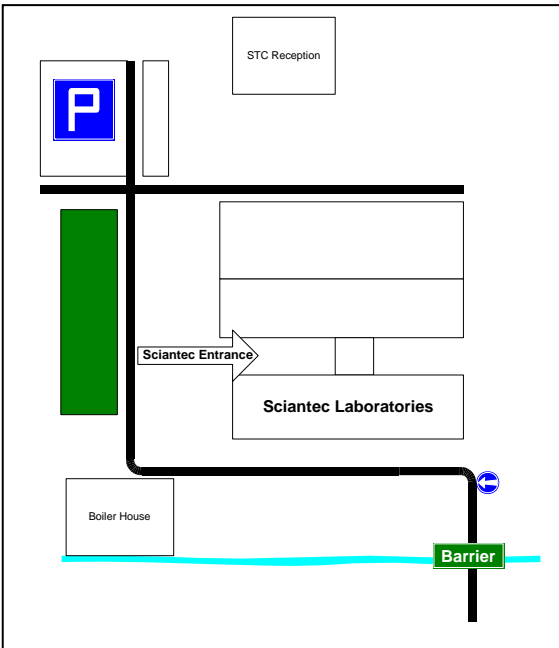 STC Reception
P
Sciantec Entrance
Sciantec Laboratories
Boiler House
Barrier